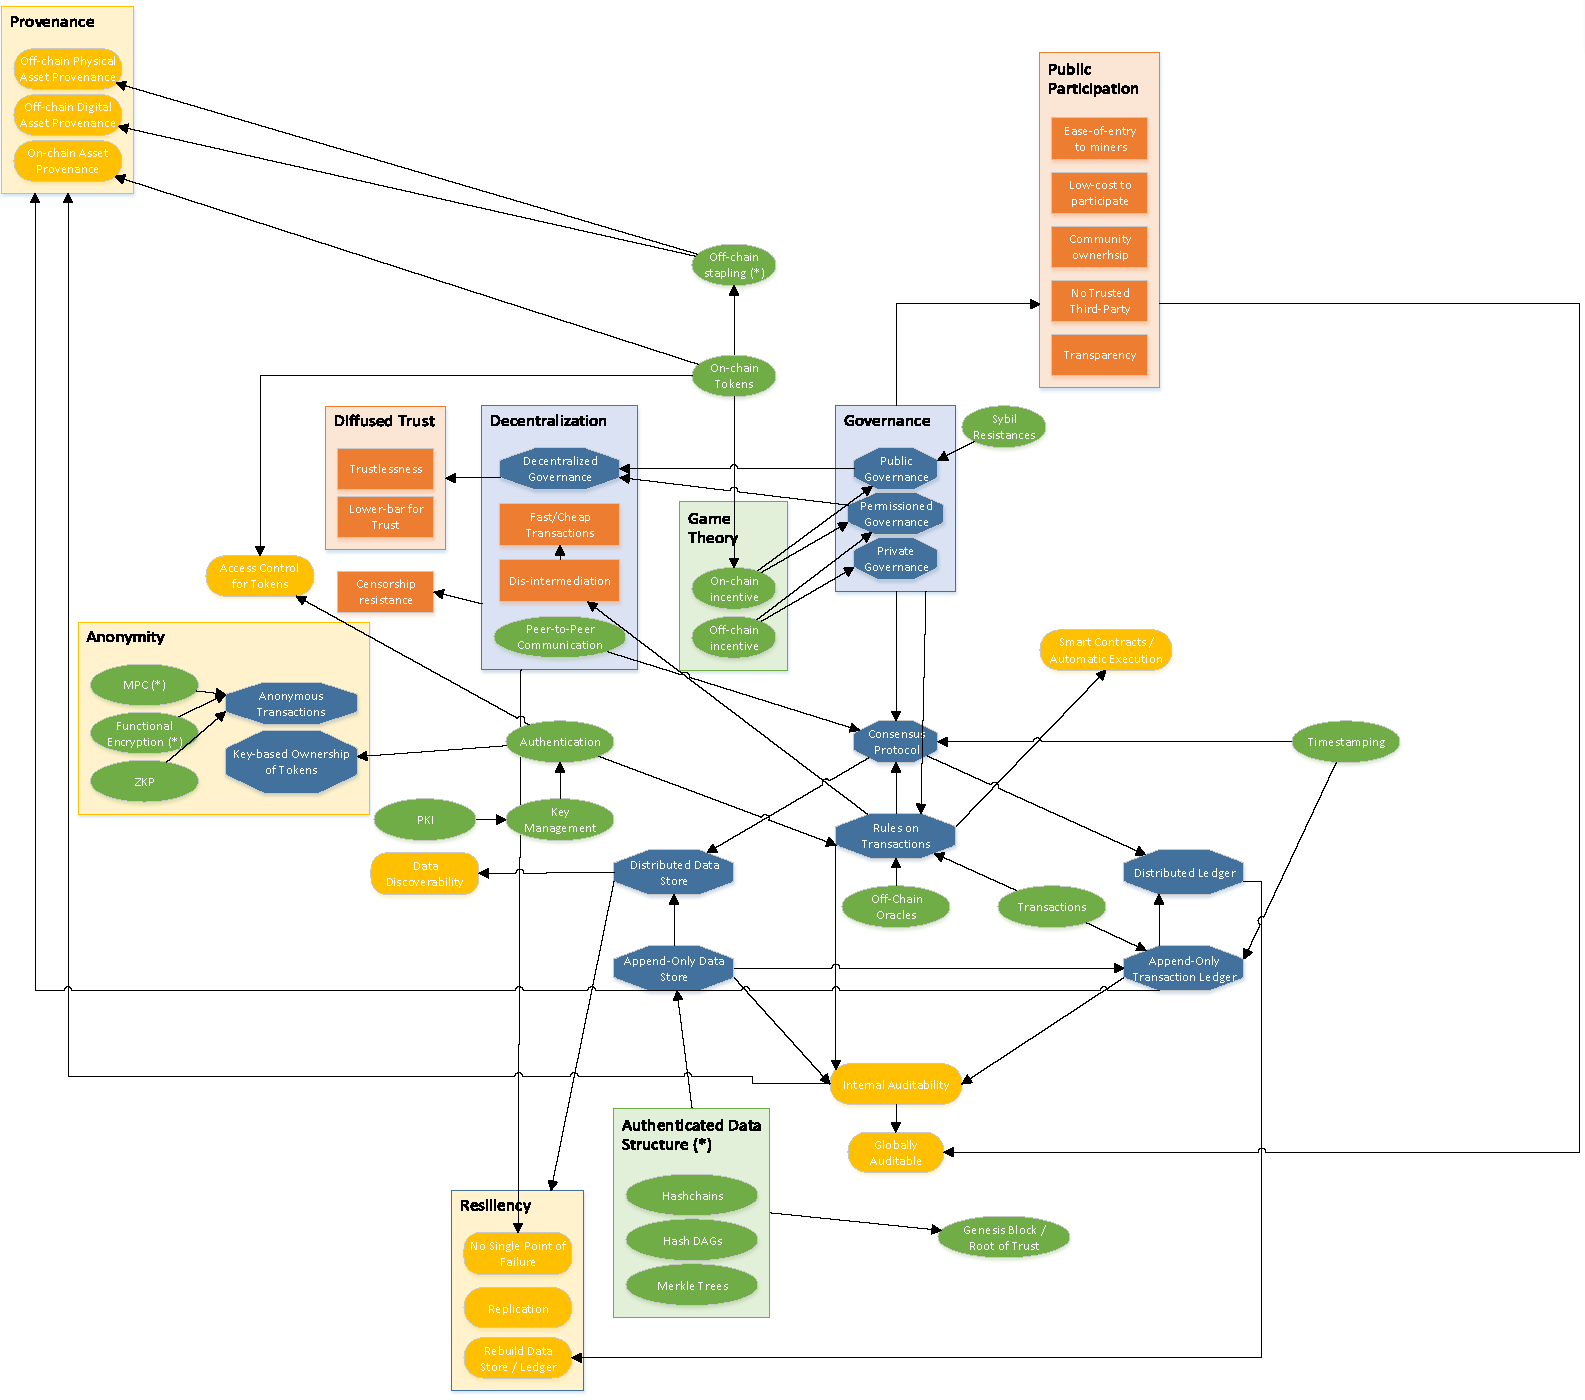 Provenance
Off-chain Physical
Asset Provenance
Off-chain Digital
Asset Provenance
On-chain Asset
Provenance
Public
Participation
Ease-of-entry
to miners
Low-cost to
participate
Community
ownerhsip
No Trusted
Third-Party
Transparency
Off-chain
stapling (*)
On-chain
Tokens
Diffused Trust
Trustlessness
Lower-bar for
Trust
Censorship
resistance
Decentralization
Decentralized
Governance
Fast/Cheap
Transactions
Dis-intermediation
Peer-to-Peer
Communication
Game
Theory
On-chain
incentive
Off-chain
incentive
Governance
Public
Governance
Permissioned
Governance
Private
Governance
Sybil
Resistances
Access Control
for Tokens
Anonymity
MPC (*)
Functional
Encryption (*)
ZKP
Anonymous
Transactions
Key-based Ownership
of Tokens
Authentication
PKI
Key
Management
Data
Discoverability
Smart Contracts /
Automatic Execution
Consensus
Protocol
Timestamping
Rules on
Transactions
Distributed Data
Store
Distributed Ledger
Off-Chain
Oracles
Transactions
Append-Only Data
Store
Append-Only
Transaction Ledger
Internal Auditability
Globally
Auditable
Authenticated Data
Structure (*)
Hashchains
Hash DAGs
Merkle Trees
Genesis Block /
Root of Trust
Resiliency
No Single Point of
Failure
Replication
Rebuild Data
Store / Ledger